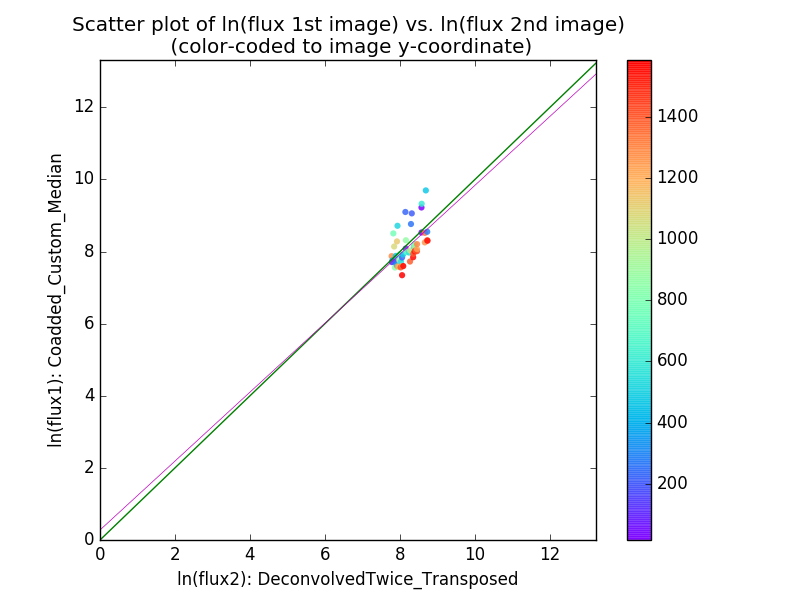 Scatter plot of ln(flux 1st image) vs. ln(flux 2nd image)
(color-coded to image y-coordinate)
ln(flux1): Coadded_Custom_Median
12
10
8
6
4
2
0
0 2 4 6 8 10 12
ln(flux2): DeconvolvedTwice_Transposed
1400
1200
1000
800
600
400
200